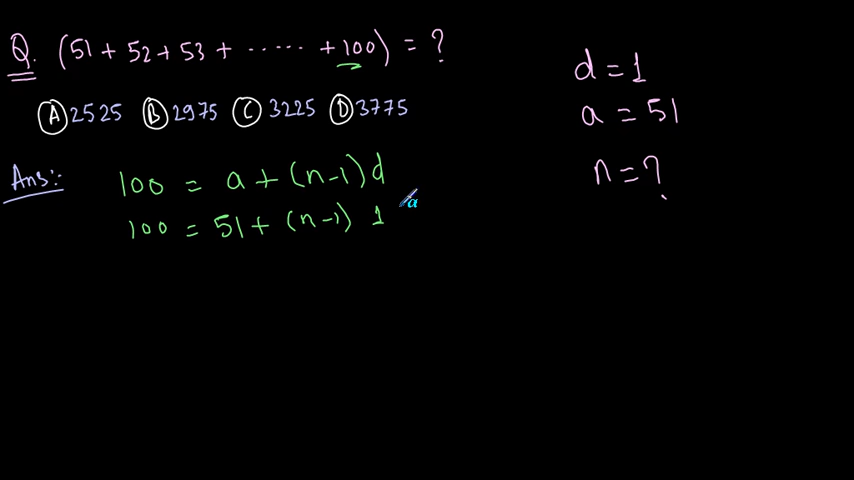 Q. (51 + 52 + 53 + ...... + 100) = ?
(A) 2525 (B) 2975 (C) 3225 (D) 3775
Ans:-
100 = a + (n-1)d
100 = 51 + (n-1) 1
d = 1
a = 51
n = ?
a